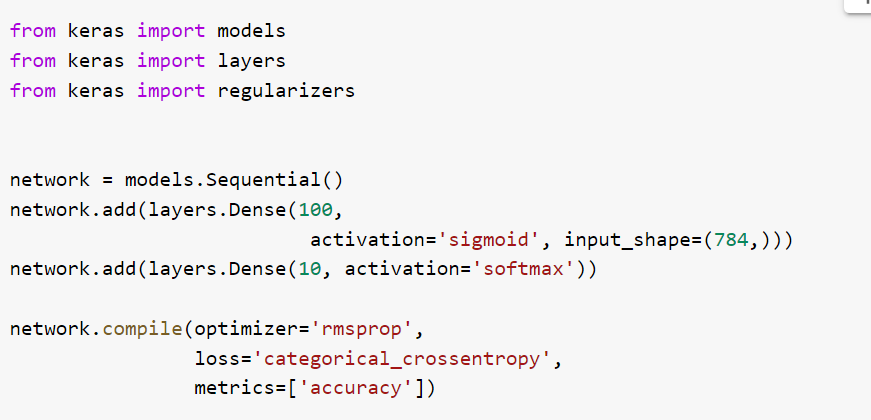 from keras import models
from keras import layers
from keras import regularizers
network = models.Sequential()
network.add(layers.Dense(100,
activation='sigmoid', input_shape=(784,)))
network.add(layers.Dense(10, activation='softmax'))
network.compile(optimizer='rmsprop',
loss='categorical_crossentropy',
metrics=['accuracy'])